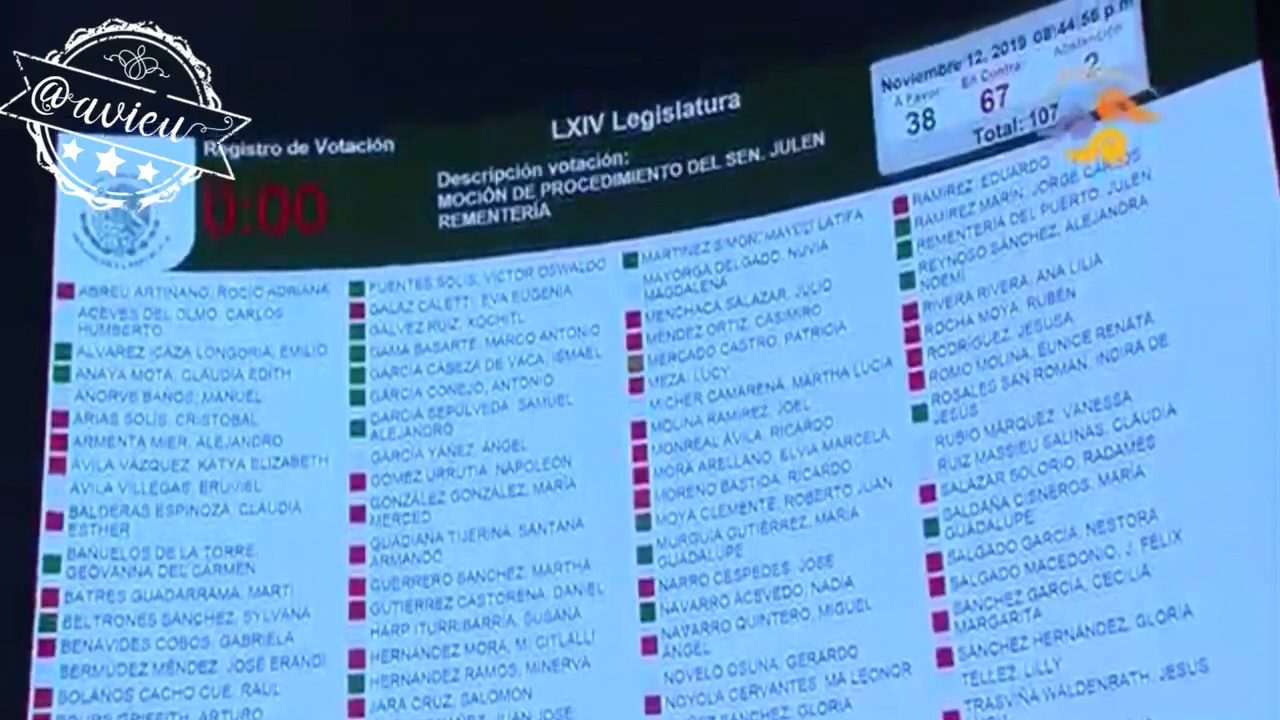 @avieu
Registro de Votación
0:00
LXIV Legislatura
Descripción votación:
MOCIÓN DE PROCEDIMIENTO DEL SEN. JULEN
REMENTERÍA
Noviembre 12, 2019 08:44:56 p.m
A Favor En Contra Abstención
38 67 2
Total: 107
ABREU ARTIÑANO, ROCÍO ADRIANA
ACEVES DEL OLMO, CARLOS
HUMBERTO
ÁLVAREZ ICAZA LONGORIA, EMILIO
ANAYA MOTA, CLAUDIA EDITH
AÑORVE BAÑOS, MANUEL
ARIAS SOLÍS, CRISTOBAL
ARMENTA MIER, ALEJANDRO
ÁVILA VÁZQUEZ, KATYA ELIZABETH
ÁVILA VILLEGAS, ERUVIEL
BALDERAS ESPINOZA, CLAUDIA
ESTHER
BAÑUELOS DE LA TORRE,
GEOVANNA DEL CARMEN
BATRES GUADARRAMA, MARTÍ
BELTRONES SÁNCHEZ, SYLVANA
BENAVIDES COBOS, GABRIELA
BERMÚDEZ MÉNDEZ, JOSÉ ERANDI
BOLAÑOS CACHO CUE, RAÚL
BOURS GRIFFITH, ARTURO
FUENTES SOLÍS, VÍCTOR OSWALDO
GALAZ CALETTI, EVA EUGENIA
GÁLVEZ RUIZ, XÓCHITL
GAMA BASARTE, MARCO ANTONIO
GARCÍA CABEZA DE VACA, ISMAEL
GARCÍA CONEJO, ANTONIO
GARCÍA SEPÚLVEDA, SAMUEL
ALEJANDRO
GARCÍA YÁÑEZ, ÁNGEL
GÓMEZ URRUTIA, NAPOLEÓN
GONZÁLEZ GONZÁLEZ, MARÍA
MERCED
GUADIANA TIJERINA, SANTANA
ARMANDO
GUERRERO SÁNCHEZ, MARTHA
GUTIÉRREZ CASTORENA, DANIEL
HARP ITURRIBARRÍA, SUSANA
HERNÁNDEZ MORA, M. CITLALLI
HERNÁNDEZ RAMOS, MINERVA
JARA CRUZ, SALOMÓN
JUAN JOSÉ
MARTÍNEZ SIMÓN, MAYULI LATIFA
MAYORGA DELGADO, NUVIA
MAGDALENA
MENCHACA SALAZAR, JULIO
MÉNDEZ ORTIZ, CASIMIRO
MERCADO CASTRO, PATRICIA
MEZA, LUCY
MICHER CAMARENA, MARTHA LUCÍA
MOLINA RAMÍREZ, JOEL
MONREAL ÁVILA, RICARDO
MORA ARELLANO, ELVIA MARCELA
MORENO BASTIDA, RICARDO
MOYA CLEMENTE, ROBERTO JUAN
MURGUÍA GUTIÉRREZ, MARÍA
GUADALUPE
NARRO CÉSPEDES, JOSÉ
NAVARRO ACEVEDO, NADIA
NAVARRO QUINTERO, MIGUEL
ÁNGEL
NOVELO OSUNA, GERARDO
NOYOLA CERVANTES, MA LEONOR
GLORIA
RAMÍREZ, EDUARDO
RAMÍREZ MARÍN, JORGE CARLOS
REMENTERÍA DEL PUERTO, JULEN
REYNOSO SÁNCHEZ, ALEJANDRA
NOEMÍ
RIVERA RIVERA, ANA LILIA
ROCHA MOYA, RUBÉN
RODRÍGUEZ, JESUSA
ROMO MOLINA, EUNICE RENATA
ROSALES SAN ROMÁN, INDIRA DE
JESÚS
RUBIO MÁRQUEZ, VANESSA
RUIZ MASSIEU SALINAS, CLAUDIA
SALAZAR SOLORIO, RADAMÉS
SALDAÑA CISNEROS, MARÍA
GUADALUPE
SALGADO GARCÍA, NESTORA
SALGADO MACEDONIO, J. FÉLIX
SÁNCHEZ GARCÍA, CECILIA
MARGARITA
SÁNCHEZ HERNÁNDEZ, GLORIA
TÉLLEZ, LILLY
TRASVIÑA WALDENRATH, JESÚS